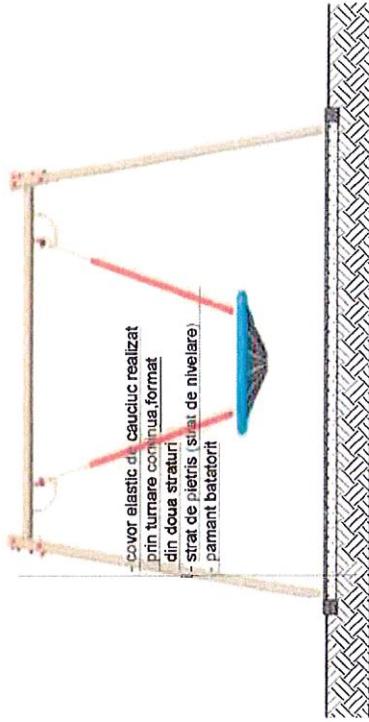 -covor elastic de cauciuc realizat
prin turnare continua,format
din doua straturi
-strat de pietris (strat de nivelare)
-pamant batatorit